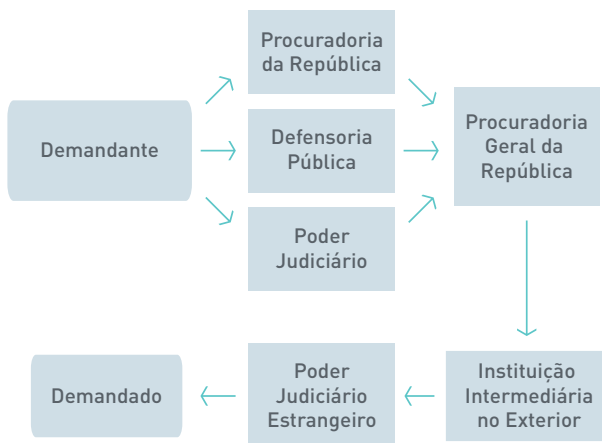 Demandante
Procuradoria
da República
Defensoria
Pública
Poder
Judiciário
Procuradoria
Geral da
República
Instituição
Intermediária
no Exterior
Poder
Judiciário
Estrangeiro
Demandado